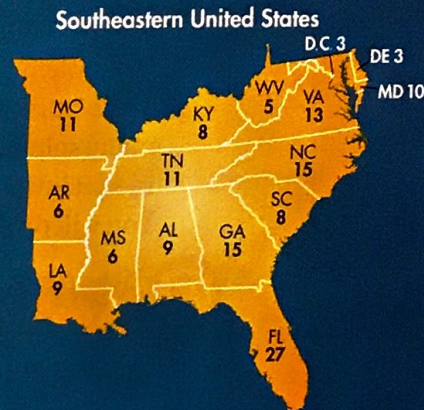 Southeastern United States
D.C. 3
DE 3
MD 10
WV
5
VA
13
MO
11
KY
8
NC
15
TN
11
AR
6
SC
8
MS
6
AL
9
GA
15
LA
9
FL
27